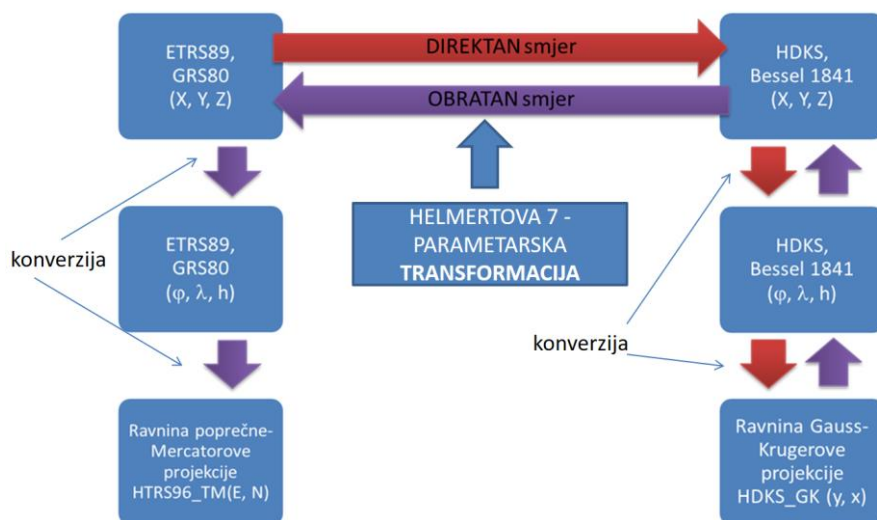 ETRS89,
GRS80
(X, Y, Z)
DIREKTAN smjer
OBRATAN smjer
HDKS,
Bessel 1841
(X, Y, Z)
HELMERTOVA 7 -
PARAMETARSKA
TRANSFORMACIJA
konverzija
ETRS89,
GRS80
(φ, λ, h)
HDKS,
Bessel 1841
(φ, λ, h)
konverzija
Ravnina poprečne-
Mercatorove
projekcije
HTRS96_TM(E, N)
Ravnina Gauss-
Krugerove
projekcije
HDKS_GK (y, x)